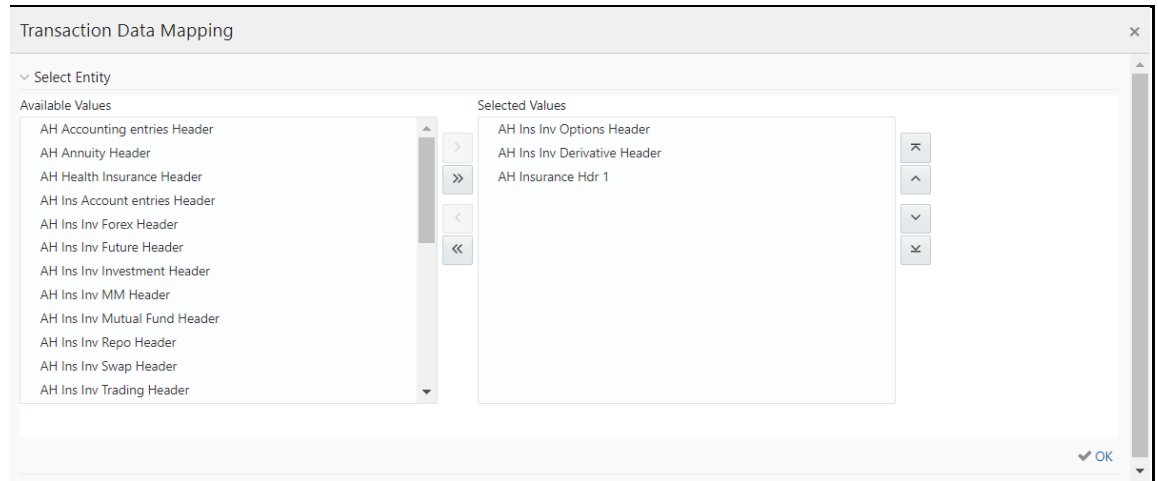 Transaction Data Mapping
Select Entity
Available Values
AH Accounting entries Header
AH Annuity Header
AH Health Insurance Header
AH Ins Account entries Header
AH Ins Inv Forex Header
AH Ins Inv Future Header
AH Ins Inv Investment Header
AH Ins Inv MM Header
AH Ins Inv Mutual Fund Header
AH Ins Inv Repo Header
AH Ins Inv Swap Header
AH Ins Inv Trading Header
Selected Values
AH Ins Inv Options Header
AH Ins Inv Derivative Header
AH Insurance Hdr 1
OK